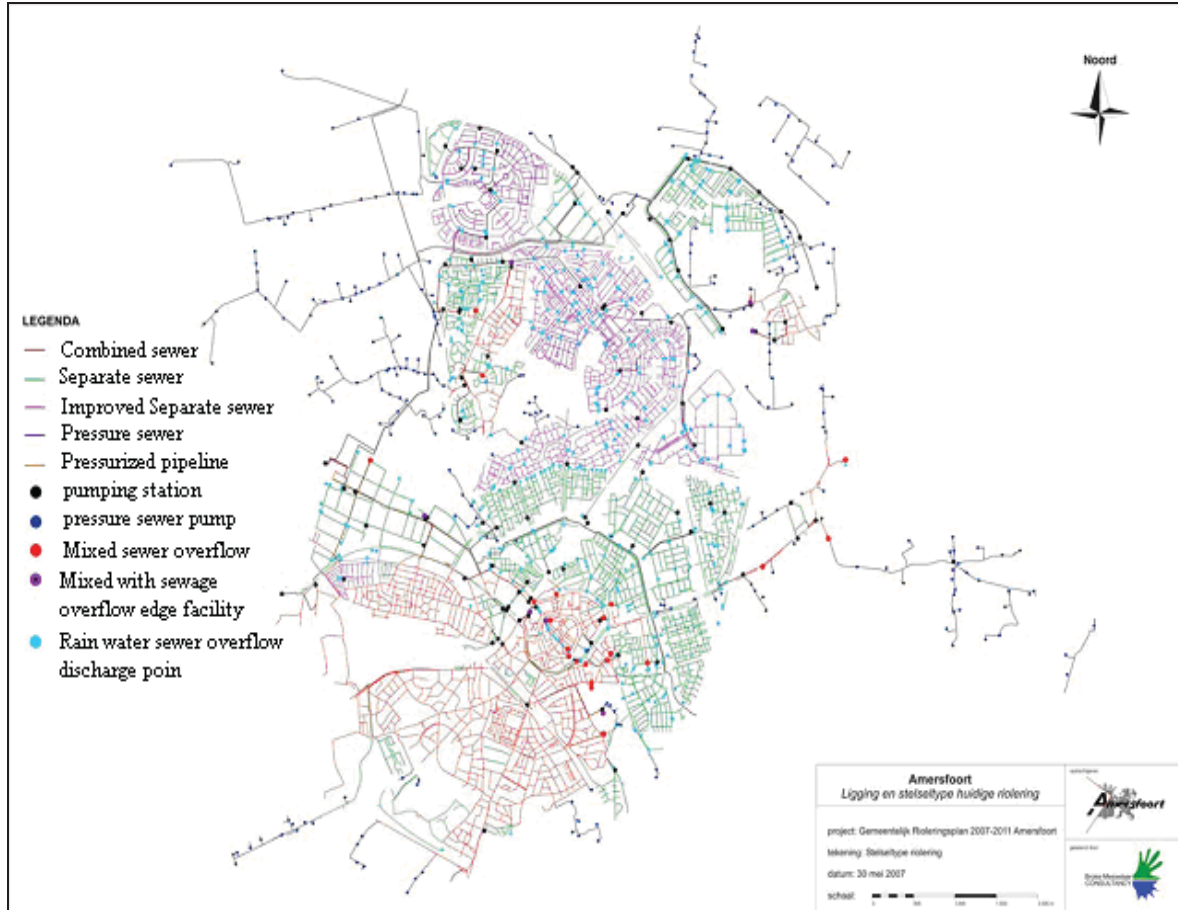 Noord
LEGENDA
Combined sewer
Separate sewer
Improved Separate sewer
Pressure sewer
Pressurized pipeline
pumping station
pressure sewer pump
Mixed sewer overflow
Mixed with sewage
overflow edge facility
Rain water sewer overflow
discharge poin
Amersfoort
Ligging en stelseltype huidige riolering
project: Gemeentelijk Rioleringsplan 2007-2011 Amersfoort
tekening: Stelseltype riolering
datum: 30 mei 2007
schaal:
Amersfoort
CONSULTANCY